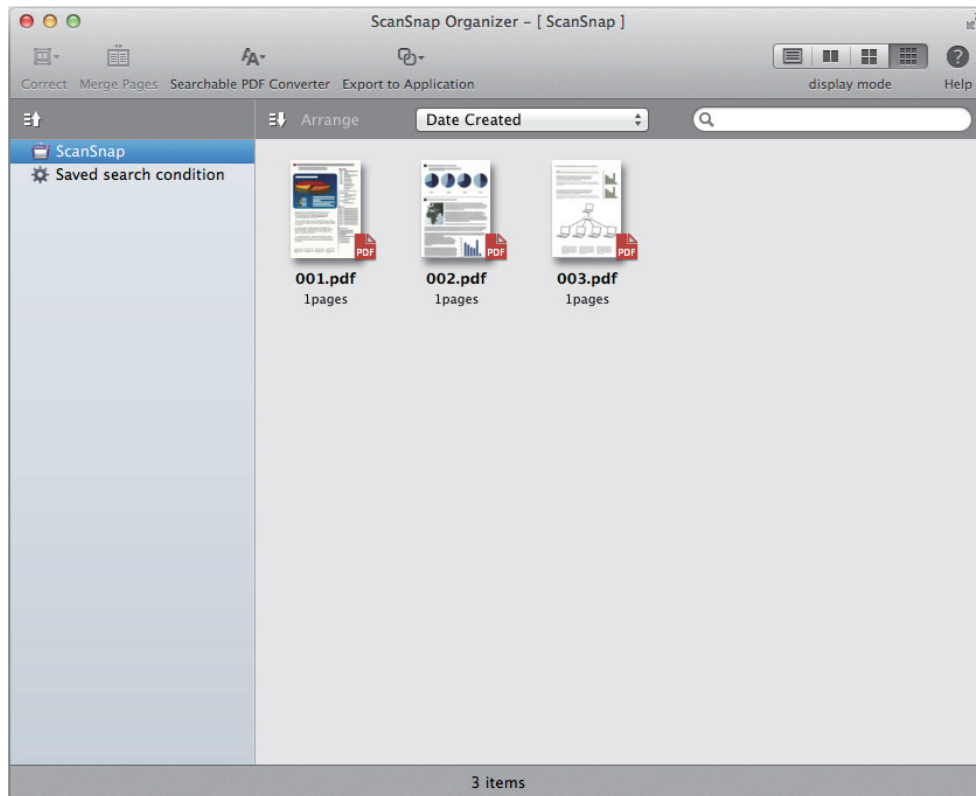 ScanSnap Organizer – [ ScanSnap ]
Correct Merge Pages Searchable PDF Converter Export to Application display mode Help
Arrange Date Created
ScanSnap
Saved search condition
PDF PDF PDF
001.pdf 002.pdf 003.pdf
1pages 1pages 1pages
3 items